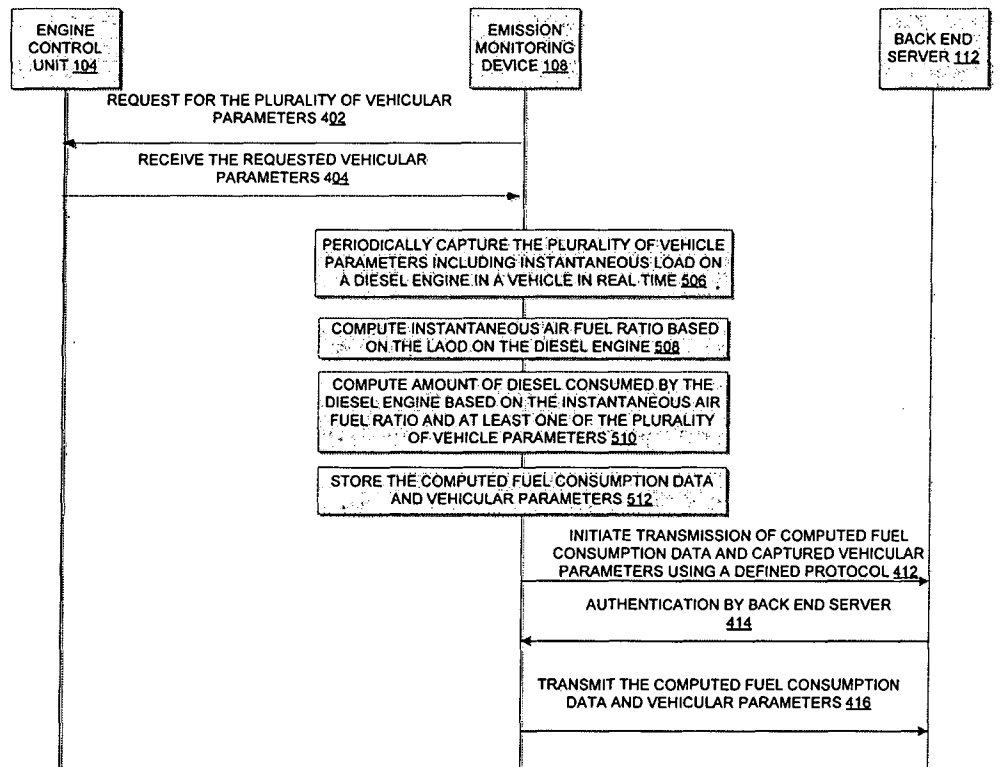 ENGINE
CONTROL
UNIT 104
EMISSION
MONITORING
DEVICE 108
BACK END
SERVER 112
REQUEST FOR THE PLURALITY OF VEHICULAR
PARAMETERS 402
RECEIVE THE REQUESTED VEHICULAR
PARAMETERS 404
PERIODICALLY CAPTURE THE PLURALITY OF VEHICLE
PARAMETERS INCLUDING INSTANTANEOUS LOAD ON
A DIESEL ENGINE IN A VEHICLE IN REAL TIME 506
COMPUTE INSTANTANEOUS AIR FUEL RATIO BASED
ON THE LAOD ON THE DIESEL ENGINE 508
COMPUTE AMOUNT OF DIESEL CONSUMED BY THE
DIESEL ENGINE BASED ON THE INSTANTANEOUS AIR
FUEL RATIO AND AT LEAST ONE OF THE PLURALITY
OF VEHICLE PARAMETERS 510
STORE THE COMPUTED FUEL CONSUMPTION DATA
AND VEHICULAR PARAMETERS 512
INITIATE TRANSMISSION OF COMPUTED FUEL
CONSUMPTION DATA AND CAPTURED VEHICULAR
PARAMETERS USING A DEFINED PROTOCOL 412
AUTHENTICATION BY BACK END SERVER
414
TRANSMIT THE COMPUTED FUEL CONSUMPTION
DATA AND VEHICULAR PARAMETERS 416